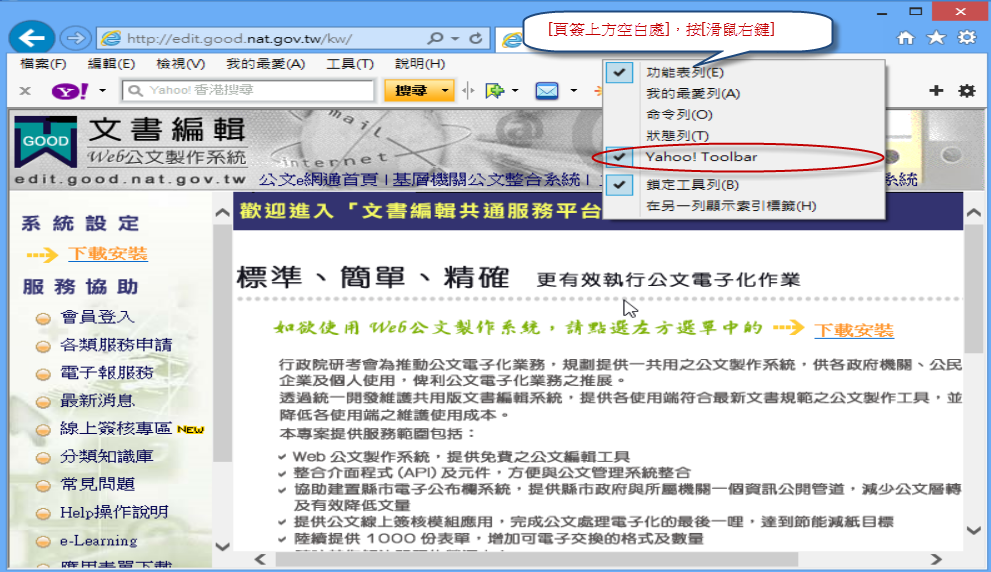 [頁簽上方空白處]，按[滑鼠右鍵]
http://edit.good.nat.gov.tw/kw/
檔案(F) 編輯(E) 檢視(V) 我的最愛(A) 工具(T) 說明(H)
Y! Yahoo! 香港搜尋 搜尋
功能表列(E)
我的最愛列(A)
命令列(O)
狀態列(T)
Yahoo! Toolbar
鎖定工具列(B)
在另一列顯示索引標籤(H)
GOOD 文書編輯
Web公文製作系統
mail
internet
edit.good.nat.gov.tw 公文e網通首頁 | 基層機關公文整合系統 | 系統
系統設定
下載安裝
服務協助
會員登入
各類服務申請
電子報服務
最新消息
線上簽核專區 NEW
分類知識庫
常見問題
Help操作說明
e-Learning
應用表單下載
歡迎進入「文書編輯共通服務平台
標準、簡單、精確 更有效執行公文電子化作業
如欲使用 Web公文製作系統，請點選左方選單中的 下載安裝
行政院研考會為推動公文電子化業務，規劃提供一共用之公文製作系統，供各政府機關、公民
企業及個人使用，俾利公文電子化業務之推展。
透過統一開發維護共用版文書編輯系統，提供各使用端符合最新文書規範之公文製作工具，並
降低各使用端之維護使用成本。
本專案提供服務範圍包括：
Web 公文製作系統，提供免費之公文編輯工具
整合介面程式 (API) 及元件，方便與公文管理系統整合
協助建置縣市電子公布欄系統，提供縣市政府與所屬機關一個資訊公開管道，減少公文層轉
及有效降低文量
提供公文線上簽核模組應用，完成公文處理電子化的最後一哩，達到節能減紙目標
陸續提供 1000 份表單，增加可電子交換的格式及數量